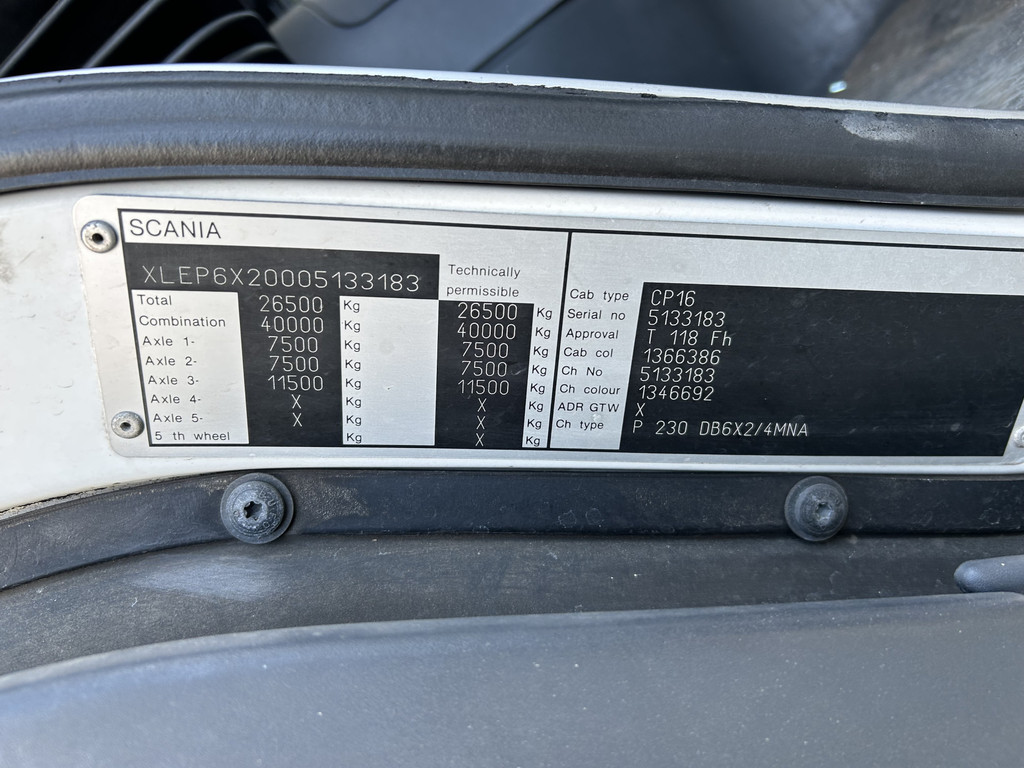 SCANIA
XLEP6X20005133183
Technically
permissible
Total 26500 Kg 26500 Kg
Combination 40000 Kg 40000 Kg
Axle 1- 7500 Kg 7500 Kg
Axle 2- 7500 Kg 7500 Kg
Axle 3- 11500 Kg 11500 Kg
Axle 4- X Kg X Kg
Axle 5- X Kg X Kg
5 th wheel Kg X Kg
Cab type CP16
Serial no 5133183
Approval T 118 Fh
Cab col 1366386
Ch No 5133183
Ch colour 1346692
ADR GTW X
Ch type P 230 DB6X2/4MNA